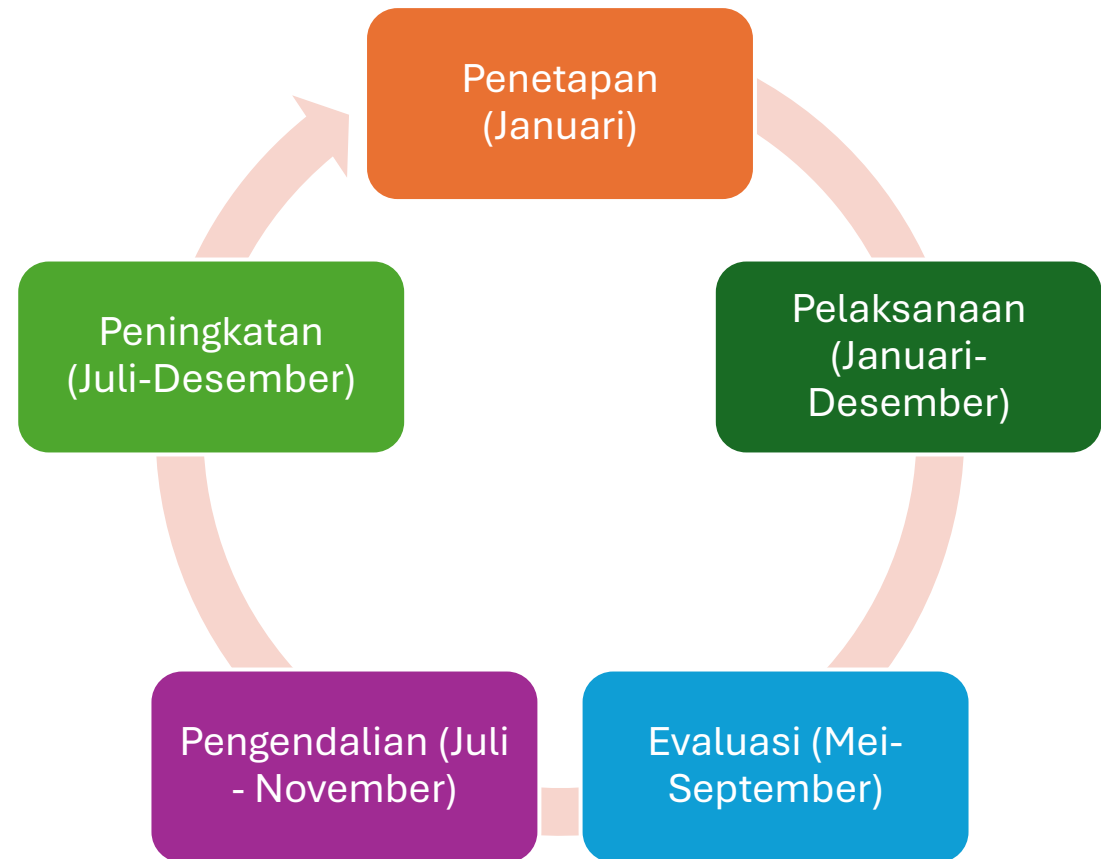 Penetapan
(Januari)
Pelaksanaan
(Januari-
Desember)
Evaluasi (Mei-
September)
Pengendalian (Juli
- November)
Peningkatan
(Juli-Desember)